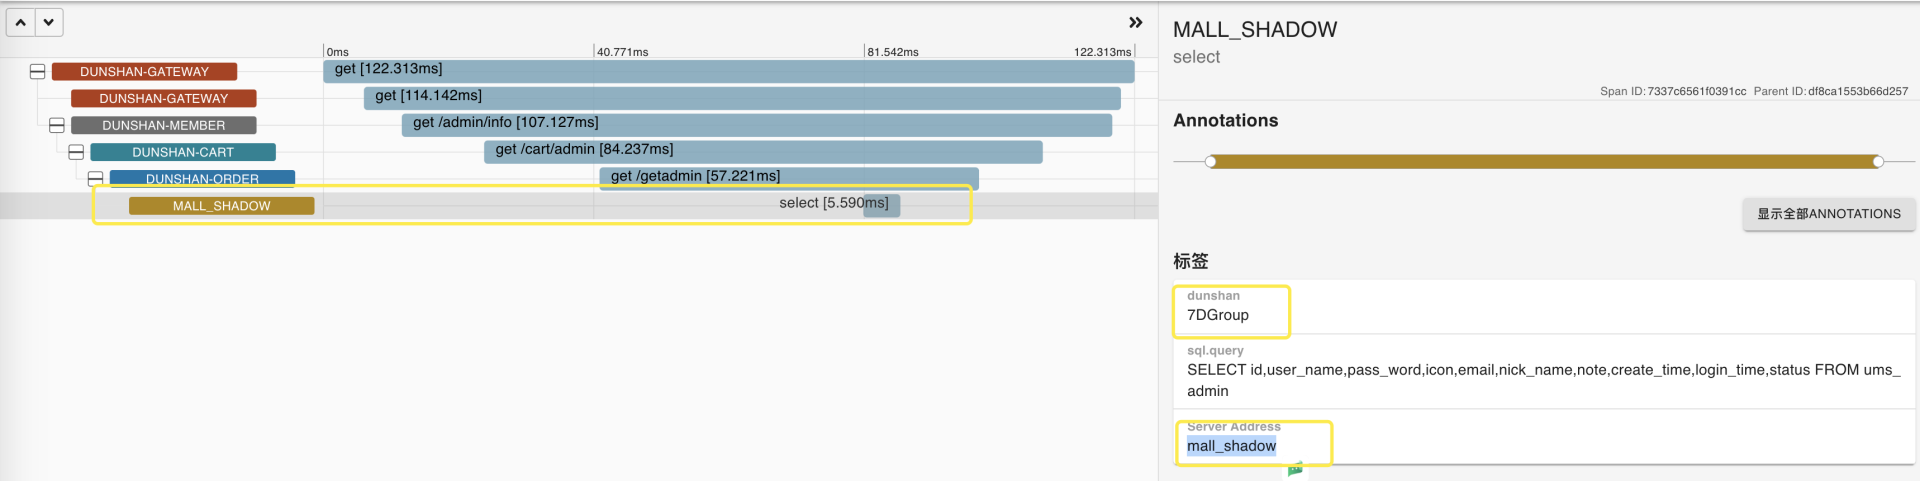 0ms
40.771ms
81.542ms
122.313ms
DUNSHAN-GATEWAY
get [122.313ms]
DUNSHAN-GATEWAY
get [114.142ms]
DUNSHAN-MEMBER
get /admin/info [107.127ms]
DUNSHAN-CART
get /cart/admin [84.237ms]
DUNSHAN-ORDER
get /getadmin [57.221ms]
MALL_SHADOW
select [5.590ms]
MALL_SHADOW
select
Span ID: 7337c6561f0391cc Parent ID: df8ca1553b66d257
Annotations
显示全部ANNOTATIONS
标签
dunshan
7DGroup
sql.query
SELECT id,user_name,pass_word,icon,email,nick_name,note,create_time,login_time,status FROM ums_
admin
Server Address
mall_shadow